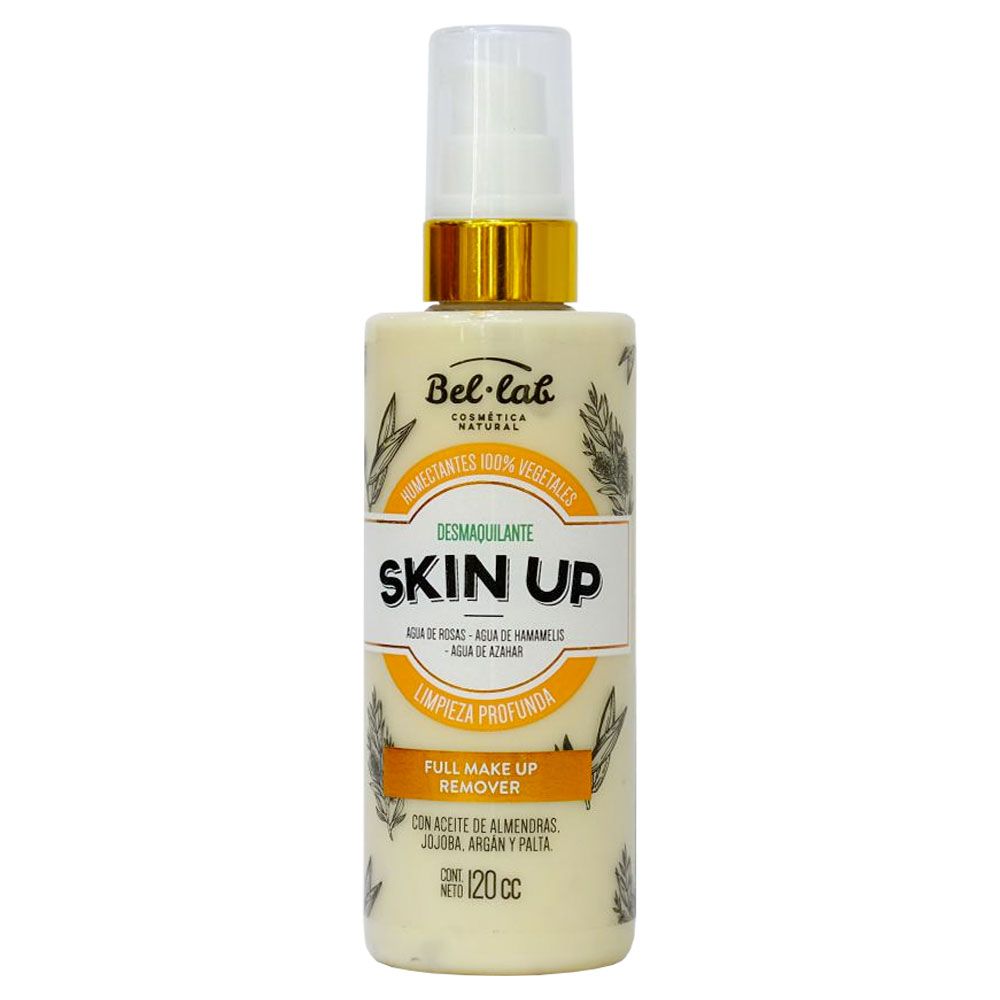 Bel·lab
COSMÉTICA
NATURAL
HUMECTANTES 100% VEGETALES
DESMAQUILANTE
SKIN UP
AGUA DE ROSAS - AGUA DE HAMAMELIS
- AGUA DE AZAHAR
LIMPIEZA PROFUNDA
FULL MAKE UP
REMOVER
CON ACEITE DE ALMENDRAS,
JOJOBA, ARGÁN Y PALTA.
CONT.
NETO 120 CC